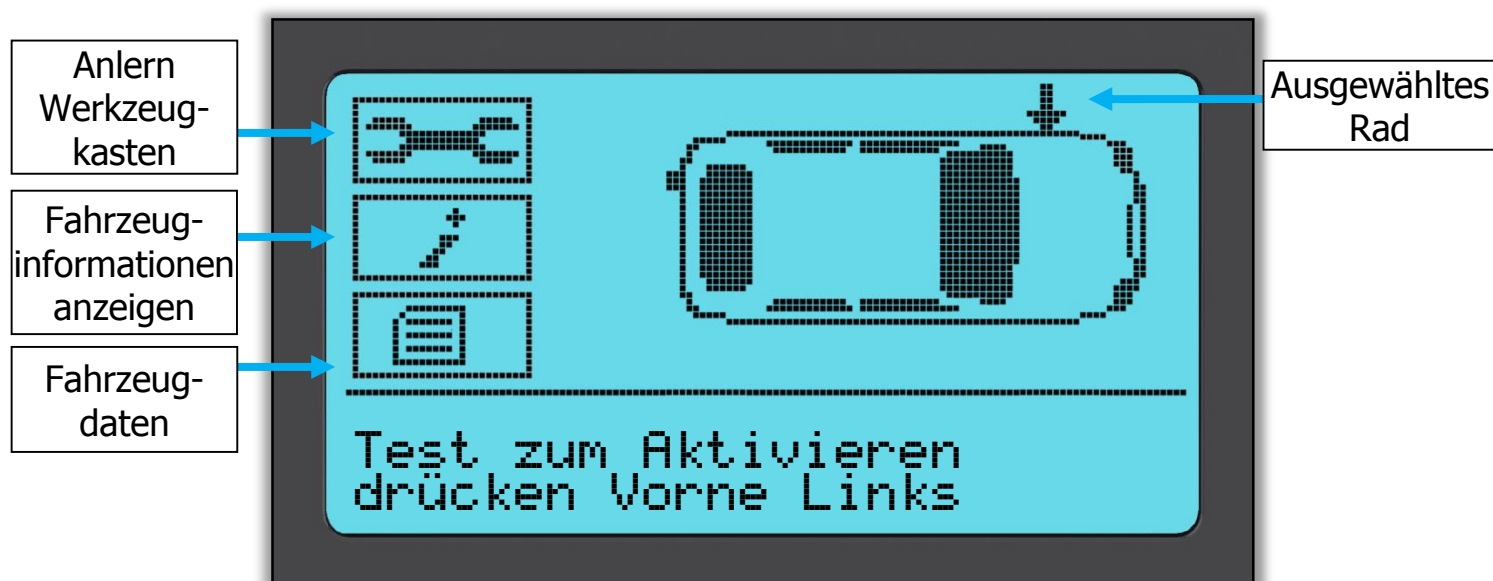 Anlern
Werkzeug-
kasten
Fahrzeug-
informationen
anzeigen
Fahrzeug-
daten
Ausgewähltes
Rad
Test zum Aktivieren
drücken Vorne Links